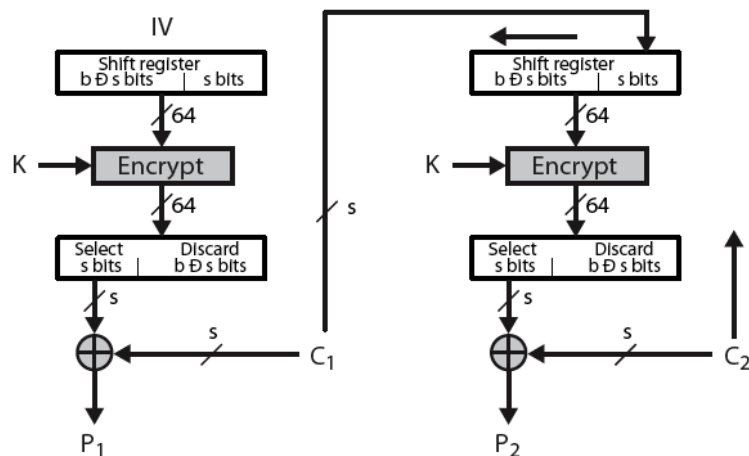 IV
Shift register
b Đ s bits | s bits
64
K
Encrypt
64
Select Discard
s bits | b Đ s bits
s
s
C1
P1
s
Shift register
b Đ s bits | s bits
64
K
Encrypt
64
Select Discard
s bits | b Đ s bits
s
s
C2
P2